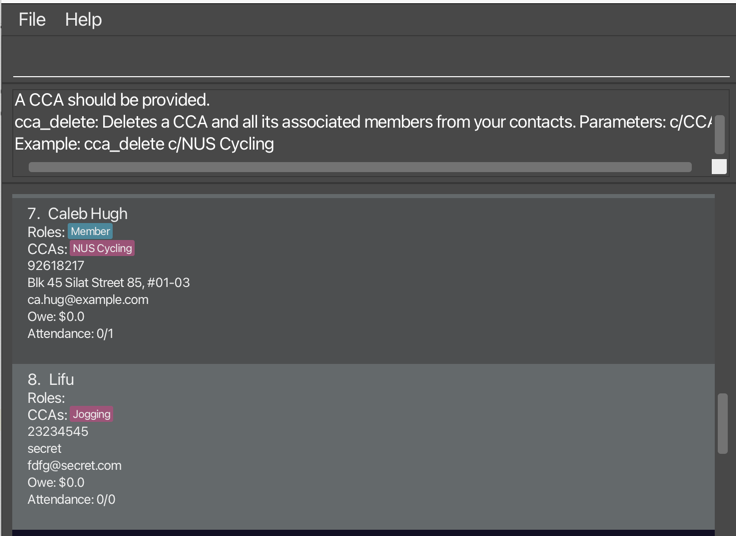 File Help
A CCA should be provided.
cca_delete: Deletes a CCA and all its associated members from your contacts. Parameters: c/CCA
Example: cca_delete c/NUS Cycling
7. Caleb Hugh
Roles: Member
CCAs: NUS Cycling
92618217
Blk 45 Silat Street 85, #01-03
ca.hug@example.com
Owe: $0.0
Attendance: 0/1
8. Lifu
Roles:
CCAs: Jogging
23234545
secret
fdfg@secret.com
Owe: $0.0
Attendance: 0/0